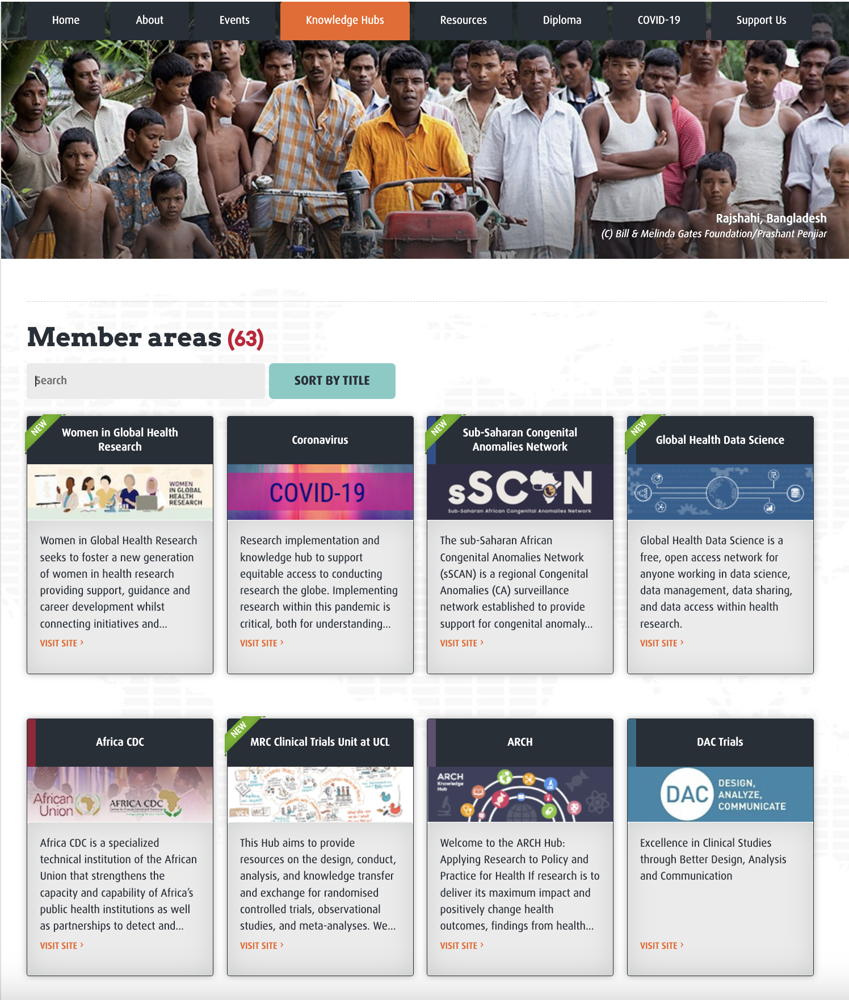 Home About Events Knowledge Hubs Resources Diploma COVID-19 Support Us
Rajshahi, Bangladesh
(C) Bill & Melinda Gates Foundation/Prashant Penjiar
Member areas (63)
Search
SORT BY TITLE
NEW
Women in Global Health
Research
WOMEN
IN GLOBAL
HEALTH
RESEARCH
Women in Global Health Research
seeks to foster a new generation
of women in health research
providing support, guidance and
career development whilst
connecting initiatives and...
VISIT SITE ›
Coronavirus
COVID-19
Research implementation and
knowledge hub to support
equitable access to conducting
research the globe. Implementing
research within this pandemic is
critical, both for understanding...
VISIT SITE ›
NEW
Sub-Saharan Congenital
Anomalies Network
sSCAN
Sub-Saharan African Congenital Anomalies Network
The sub-Saharan African
Congenital Anomalies Network
(sSCAN) is a regional Congenital
Anomalies (CA) surveillance
network established to provide
support for congenital anomaly...
VISIT SITE ›
NEW
Global Health Data Science
Global Health Data Science is a
free, open access network for
anyone working in data science,
data management, data sharing,
and data access within health
research.
VISIT SITE ›
Africa CDC
African
Union
AFRICA CDC
Africa CDC is a specialized
technical institution of the African
Union that strengthens the
capacity and capability of Africa's
public health institutions as well
as partnerships to detect and...
VISIT SITE ›
NEW
MRC Clinical Trials Unit at UCL
UCL MRC
This Hub aims to provide
resources on the design, conduct,
analysis, and knowledge transfer
and exchange for randomised
controlled trials, observational
studies, and meta-analyses. We...
VISIT SITE ›
ARCH
ARCH
Knowledge
Hub
Welcome to the ARCH Hub:
Applying Research to Policy and
Practice for Health If research is to
deliver its maximum impact and
positively change health
outcomes, findings from health...
VISIT SITE ›
DAC Trials
DAC
DESIGN,
ANALYZE,
COMMUNICATE
Excellence in Clinical Studies
through Better Design, Analysis
and Communication
VISIT SITE ›